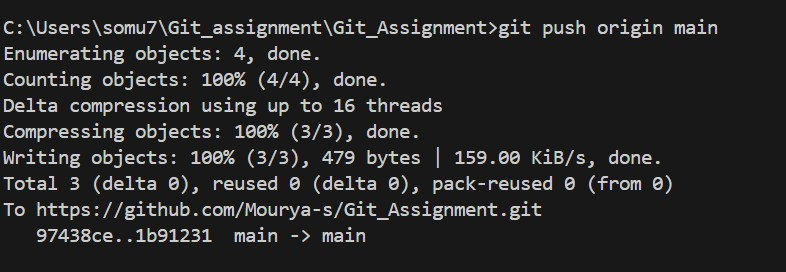 C:\Users\somu7\Git_assignment\Git_Assignment>git push origin main
Enumerating objects: 4, done.
Counting objects: 100% (4/4), done.
Delta compression using up to 16 threads
Compressing objects: 100% (3/3), done.
Writing objects: 100% (3/3), 479 bytes | 159.00 KiB/s, done.
Total 3 (delta 0), reused 0 (delta 0), pack-reused 0 (from 0)
To https://github.com/Mourya-s/Git_Assignment.git
   97438ce..1b91231  main -> main